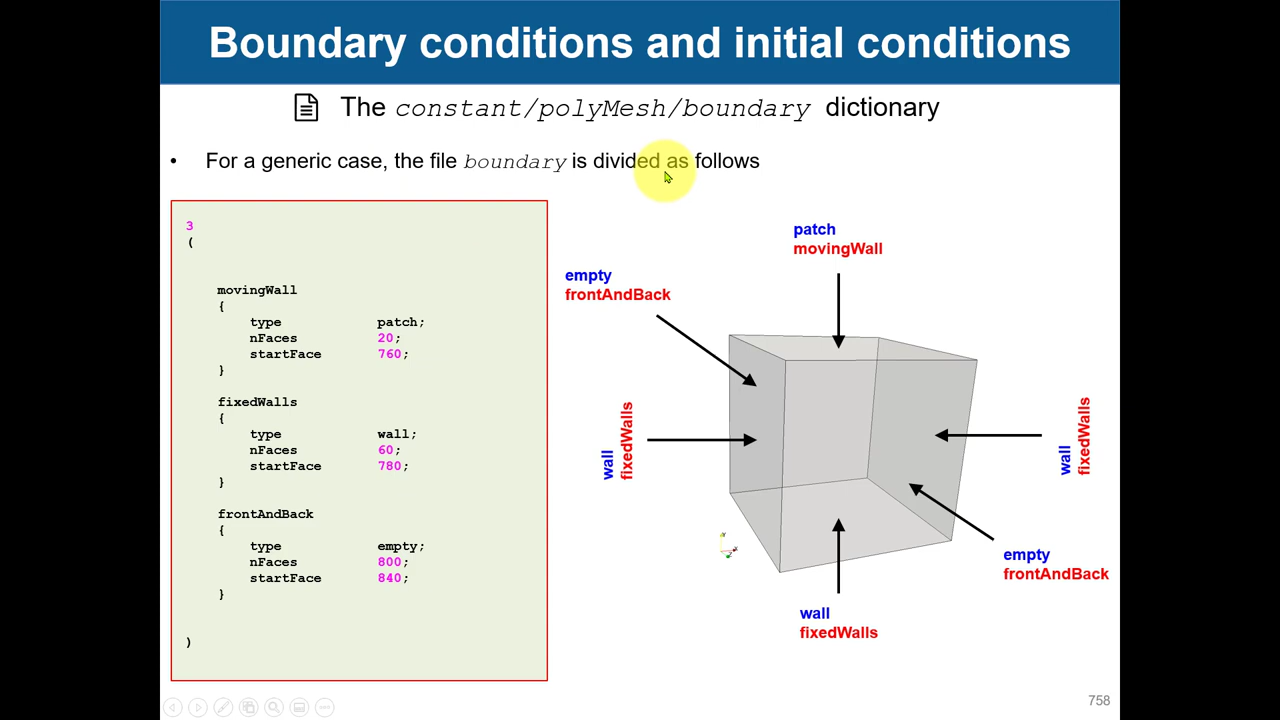 Boundary conditions and initial conditions
The constant/polyMesh/boundary dictionary
• For a generic case, the file boundary is divided as follows
3
(
movingWall
{
type patch;
nFaces 20;
startFace 760;
}
fixedWalls
{
type wall;
nFaces 60;
startFace 780;
}
frontAndBack
{
type empty;
nFaces 800;
startFace 840;
}
)
patch
movingWall
empty
frontAndBack
wall
fixedWalls
wall
fixedWalls
empty
frontAndBack
wall
fixedWalls
758